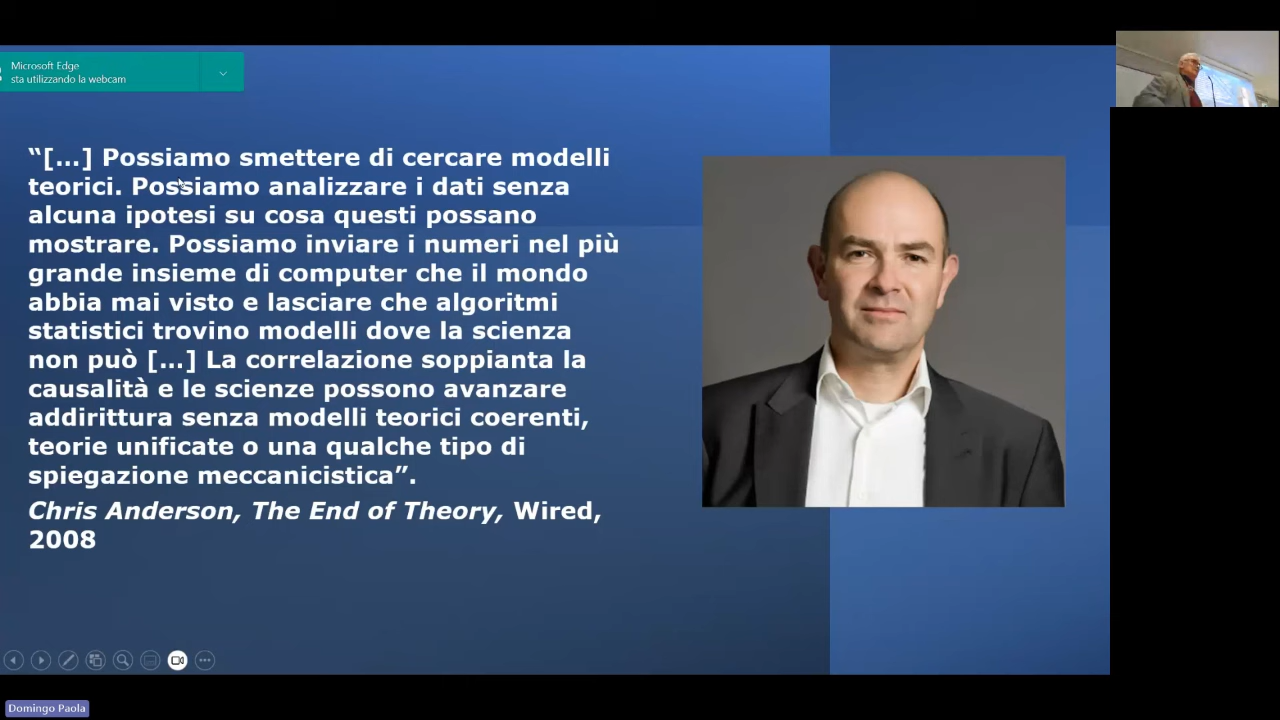 Microsoft Edge
sta utilizzando la webcam
“[…] Possiamo smettere di cercare modelli
teorici. Possiamo analizzare i dati senza
alcuna ipotesi su cosa questi possano
mostrare. Possiamo inviare i numeri nel più
grande insieme di computer che il mondo
abbia mai visto e lasciare che algoritmi
statistici trovino modelli dove la scienza
non può […] La correlazione soppianta la
causalità e le scienze possono avanzare
addirittura senza modelli teorici coerenti,
teorie unificate o una qualche tipo di
spiegazione meccanicistica”.
Chris Anderson, The End of Theory, Wired,
2008
Domingo Paola